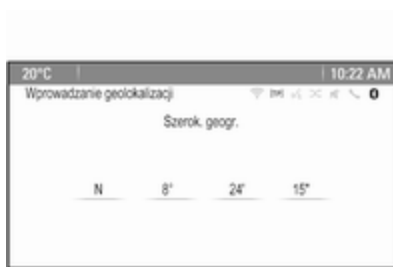 20°C 10:22 AM
Wprowadzanie geolokalizacji
Szerok. geogr.
N 8° 24' 15"